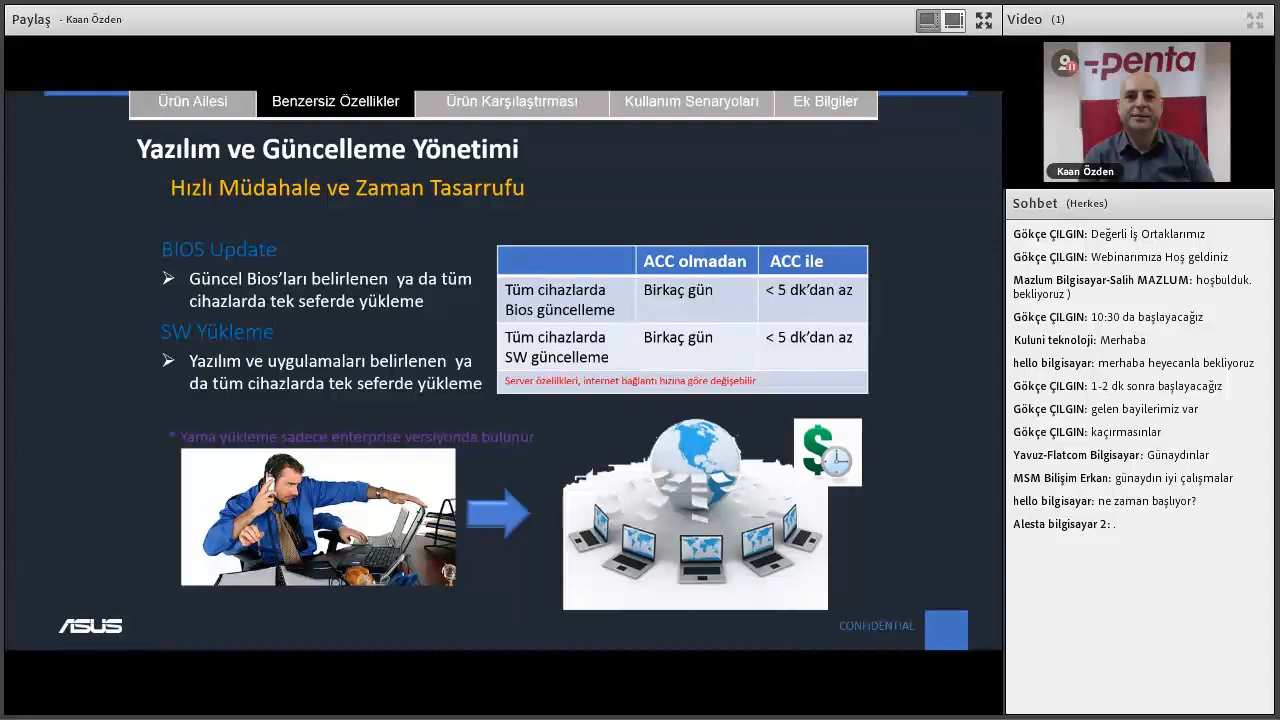 Paylaş - Kaan Özden
Ürün Ailesi
Benzersiz Özellikler
Ürün Karşılaştırması
Kullanım Senaryoları
Ek Bilgiler
Yazılım ve Güncelleme Yönetimi
Hızlı Müdahale ve Zaman Tasarrufu
BIOS Update
➢ Güncel Bios’ları belirlenen ya da tüm
cihazlarda tek seferde yükleme
SW Yükleme
➢ Yazılım ve uygulamaları belirlenen ya
da tüm cihazlarda tek seferde yükleme
ACC olmadan
ACC ile
Tüm cihazlarda
Bios güncelleme
Birkaç gün
< 5 dk’dan az
Tüm cihazlarda
SW güncelleme
Birkaç gün
< 5 dk’dan az
Server özelilkleri, internet bağlantı hızına göre değişebilir
* Yama yükleme sadece enterprise versiyonda bulunur
ASUS
CONFIDENTIAL
Video (1)
penta
Kaan Özden
Sohbet (Herkes)
Gökçe ÇILGIN: Değerli İş Ortaklarımız
Gökçe ÇILGIN: Webinarımıza Hoş geldiniz
Mazlum Bilgisayar-Salih MAZLUM: hoşbulduk.
bekliyoruz )
Gökçe ÇILGIN: 10:30 da başlayacağız
Kuluni teknoloji: Merhaba
hello bilgisayar: merhaba heyecanla bekliyoruz
Gökçe ÇILGIN: 1-2 dk sonra başlayacağız
Gökçe ÇILGIN: gelen bayilerimiz var
Gökçe ÇILGIN: kaçırmasınlar
Yavuz-Flatcom Bilgisayar: Günaydınlar
MSM Bilişim Erkan: günaydın iyi çalışmalar
hello bilgisayar: ne zaman başlıyor?
Alesta bilgisayar 2: .